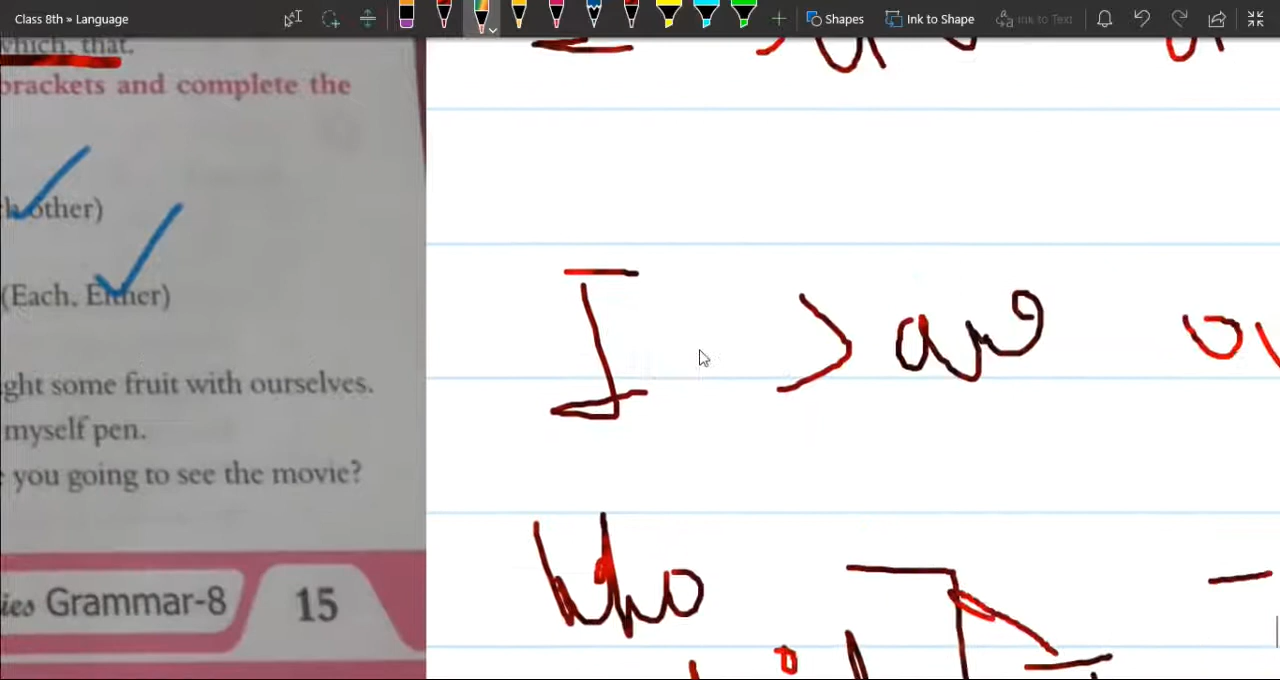 Class 8th » Language
Shapes
Ink to Shape
Ink to Text
which, that.
brackets and complete the
other)
(Each, Either)
ght some fruit with ourselves.
myself pen.
you going to see the movie?
ies Grammar-8 15
I saw
who